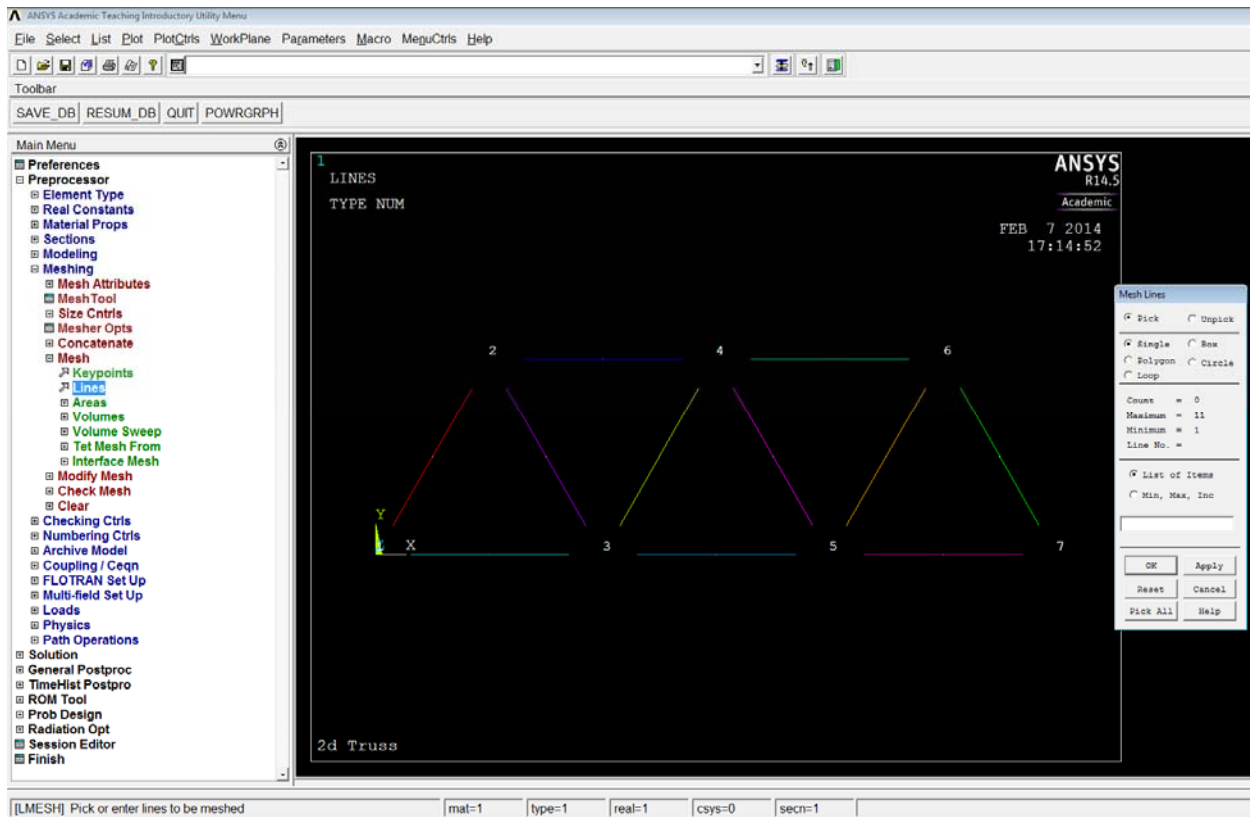 ANSYS Academic Teaching Introductory Utility Menu
File Select List Plot PlotCtrls WorkPlane Parameters Macro MenuCtrls Help
Toolbar
SAVE_DB RESUM_DB QUIT POWRGRPH
Main Menu
Preferences
Preprocessor
Element Type
Real Constants
Material Props
Sections
Modeling
Meshing
Mesh Attributes
MeshTool
Size Cntrls
Mesher Opts
Concatenate
Mesh
Keypoints
Lines
Areas
Volumes
Volume Sweep
Tet Mesh From
Interface Mesh
Modify Mesh
Check Mesh
Clear
Checking Ctrls
Numbering Ctrls
Archive Model
Coupling / Ceqn
FLOTRAN Set Up
Multi-field Set Up
Loads
Physics
Path Operations
Solution
General Postproc
TimeHist Postpro
ROM Tool
Prob Design
Radiation Opt
Session Editor
Finish
1
LINES
TYPE NUM
ANSYS
R14.5
Academic
FEB 7 2014
17:14:52
2 4 6
Y
X 3 5 7
2d Truss
Mesh Lines
Pick Unpick
Single Box
Polygon Circle
Loop
Count = 0
Maximum = 11
Minimum = 1
Line No. =
List of Items
Min, Max, Inc
OK Apply
Reset Cancel
Pick All Help
[LMESH] Pick or enter lines to be meshed mat=1 type=1 real=1 csys=0 secn=1